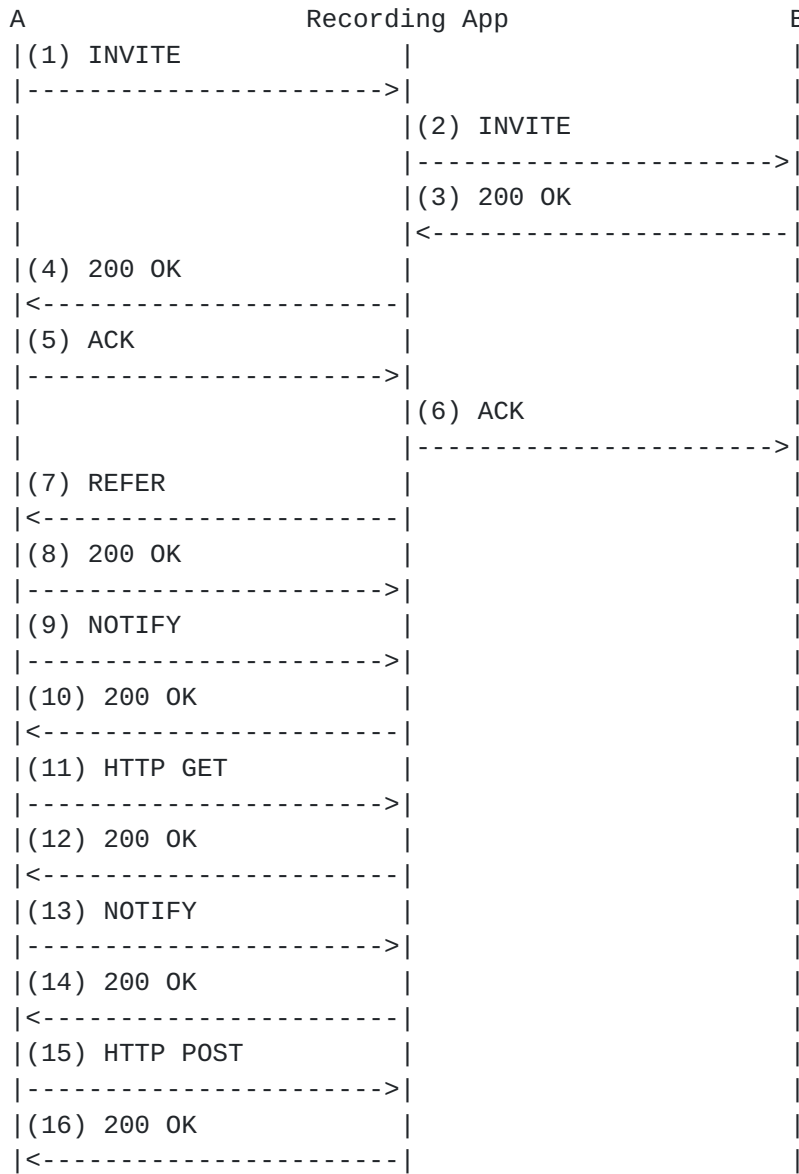 A                   Recording App                  B
|(1) INVITE              |                        |
|----------------------->|                        |
|                        |(2) INVITE              |
|                        |----------------------->|
|                        |(3) 200 OK              |
|                        |<-----------------------|
|(4) 200 OK              |                        |
|<-----------------------|                        |
|(5) ACK                 |                        |
|----------------------->|                        |
|                        |(6) ACK                 |
|                        |----------------------->|
|(7) REFER               |                        |
|<-----------------------|                        |
|(8) 200 OK              |                        |
|----------------------->|                        |
|(9) NOTIFY              |                        |
|----------------------->|                        |
|(10) 200 OK             |                        |
|<-----------------------|                        |
|(11) HTTP GET           |                        |
|----------------------->|                        |
|(12) 200 OK             |                        |
|<-----------------------|                        |
|(13) NOTIFY             |                        |
|----------------------->|                        |
|(14) 200 OK             |                        |
|<-----------------------|                        |
|(15) HTTP POST          |                        |
|----------------------->|                        |
|(16) 200 OK             |                        |
|<-----------------------|                        |